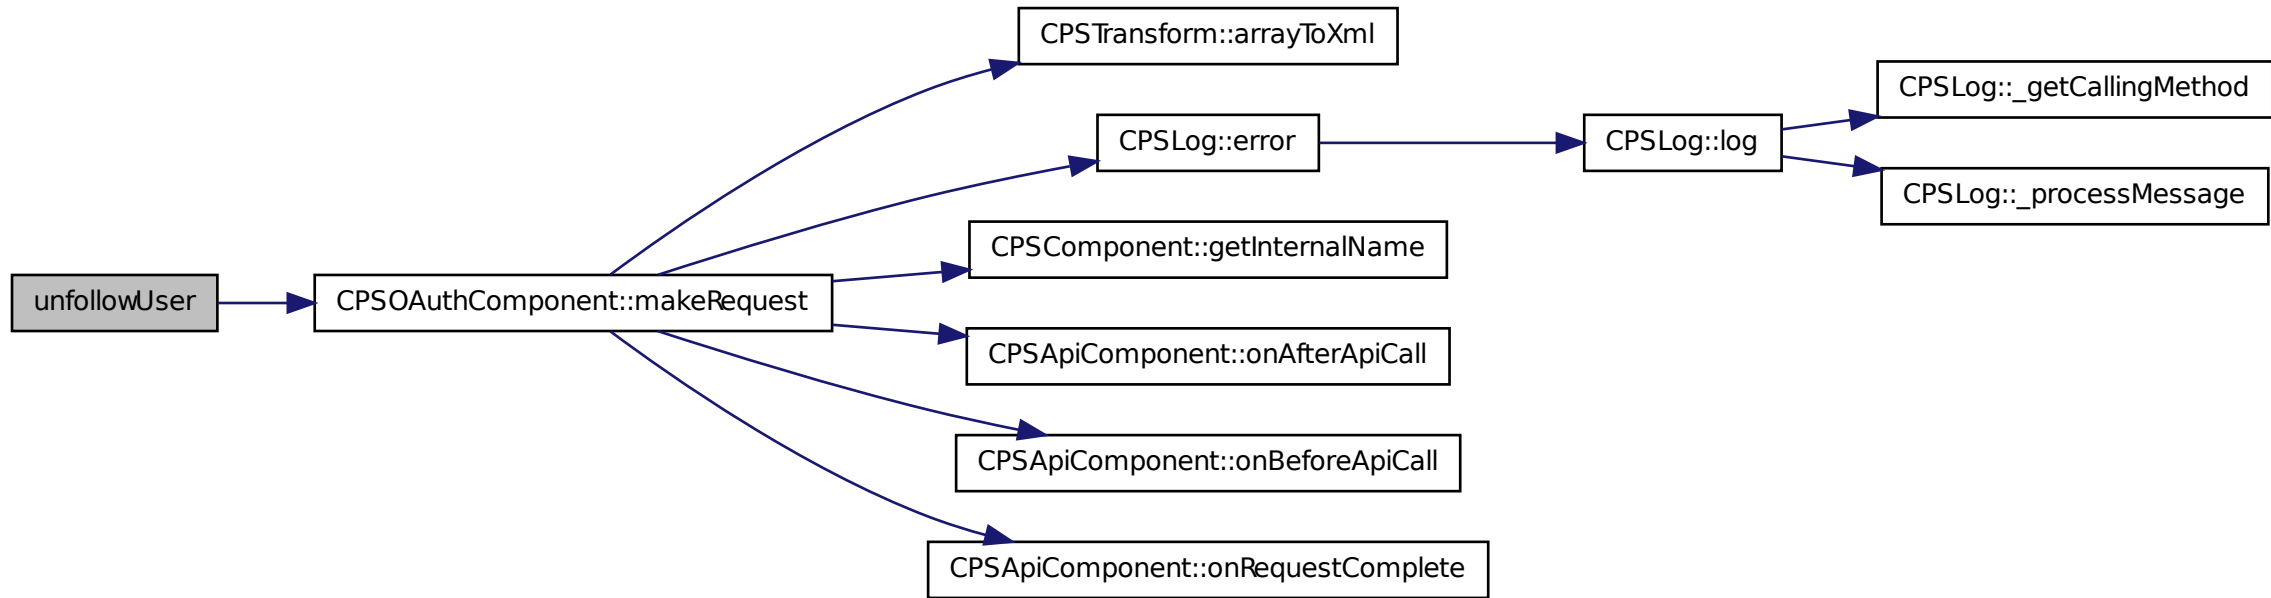 CPSTransform::arrayToXml
CPSLog::_getCallingMethod
CPSLog::error
CPSLog::log
CPSLog::_processMessage
CPSComponent::getInternalName
unfollowUser
CPSOAuthComponent::makeRequest
CPSApiComponent::onAfterApiCall
CPSApiComponent::onBeforeApiCall
CPSApiComponent::onRequestComplete